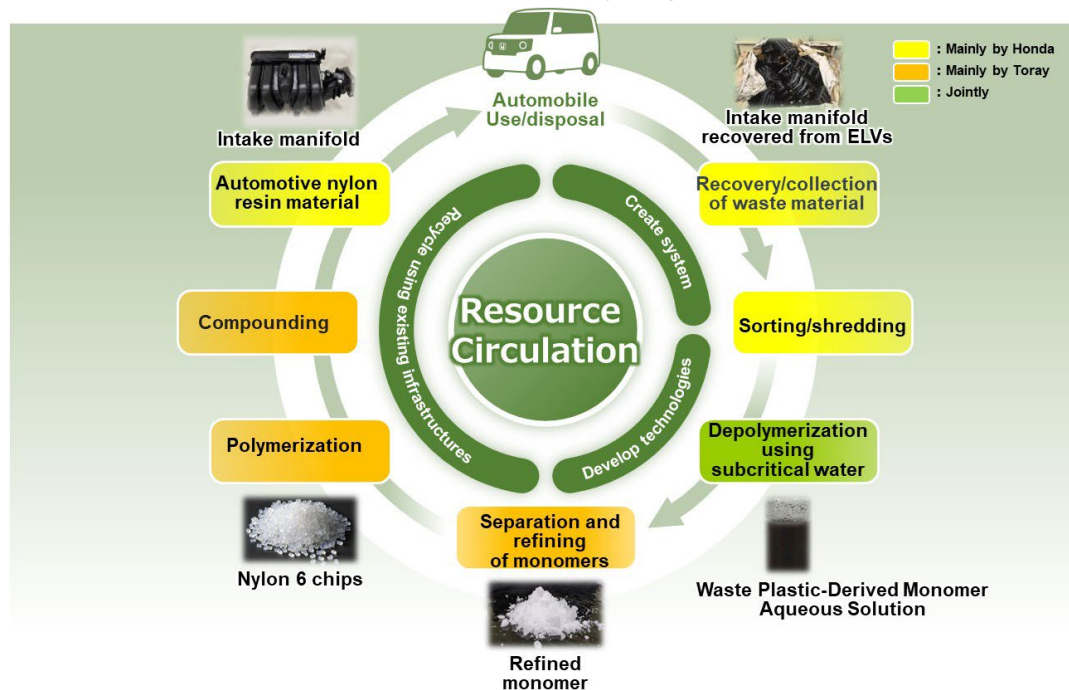 : Mainly by Honda
: Mainly by Toray
: Jointly
Automobile
Use/disposal
Intake manifold
recovered from ELVs
Recovery/collection
of waste material
Sorting/shredding
Depolymerization
using
subcritical water
Waste Plastic-Derived Monomer
Aqueous Solution
Separation and
refining
of monomers
Refined
monomer
Polymerization
Nylon 6 chips
Compounding
Automotive nylon
resin material
Intake manifold
Create system
Develop technologies
Recycle using existing infrastructures
Resource
Circulation